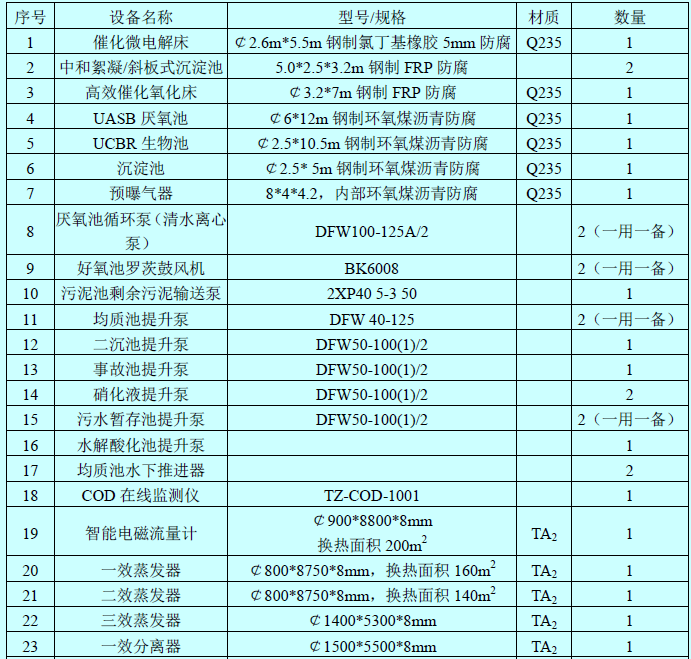 序号 设备名称 型号/规格 材质 数量
1 催化微电解床 ￠2.6m*5.5m 钢制氯丁基橡胶 5mm 防腐 Q235 1
2 中和絮凝/斜板式沉淀池 5.0*2.5*3.2m 钢制 FRP 防腐 2
3 高效催化氧化床 ￠3.2*7m 钢制 FRP 防腐 Q235 1
4 UASB 厌氧池 ￠6*12m 钢制环氧煤沥青防腐 Q235 1
5 UCBR 生物池 ￠2.5*10.5m 钢制环氧煤沥青防腐 Q235 1
6 沉淀池 ￠2.5* 5m 钢制环氧煤沥青防腐 Q235 1
7 预曝气器 8*4*4.2，内部环氧煤沥青防腐 Q235 1
8 厌氧池循环泵（清水离心
泵） DFW100-125A/2 2（一用一备）
9 好氧池罗茨鼓风机 BK6008 2（一用一备）
10 污泥池剩余污泥输送泵 2XP40 5-3 50 1
11 均质池提升泵 DFW 40-125 2（一用一备）
12 二沉池提升泵 DFW50-100(1)/2 1
13 事故池提升泵 DFW50-100(1)/2 1
14 硝化液提升泵 DFW50-100(1)/2 2
15 污水暂存池提升泵 DFW50-100(1)/2 2（一用一备）
16 水解酸化池提升泵 1
17 均质池水下推进器 2
18 COD 在线监测仪 TZ-COD-1001 1
19 智能电磁流量计 ￠900*8800*8mm
换热面积 200m2 TA2 1
20 一效蒸发器 ￠800*8750*8mm，换热面积 160m2 TA2 1
21 二效蒸发器 ￠800*8750*8mm，换热面积 140m2 TA2 1
22 三效蒸发器 ￠1400*5300*8mm TA2 1
23 一效分离器 ￠1500*5500*8mm TA2 1